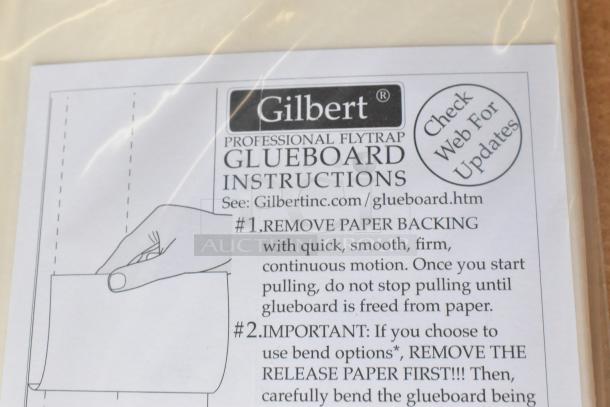 Gilbert ®
PROFESSIONAL FLYTRAP
GLUEBOARD
INSTRUCTIONS
See: Gilbertinc.com/glueboard.htm
Check
Web For
Updates
#1.REMOVE PAPER BACKING
with quick, smooth, firm,
continuous motion. Once you start
pulling, do not stop pulling until
glueboard is freed from paper.
#2.IMPORTANT: If you choose to
use bend options*, REMOVE THE
RELEASE PAPER FIRST!!! Then,
carefully bend the glueboard being